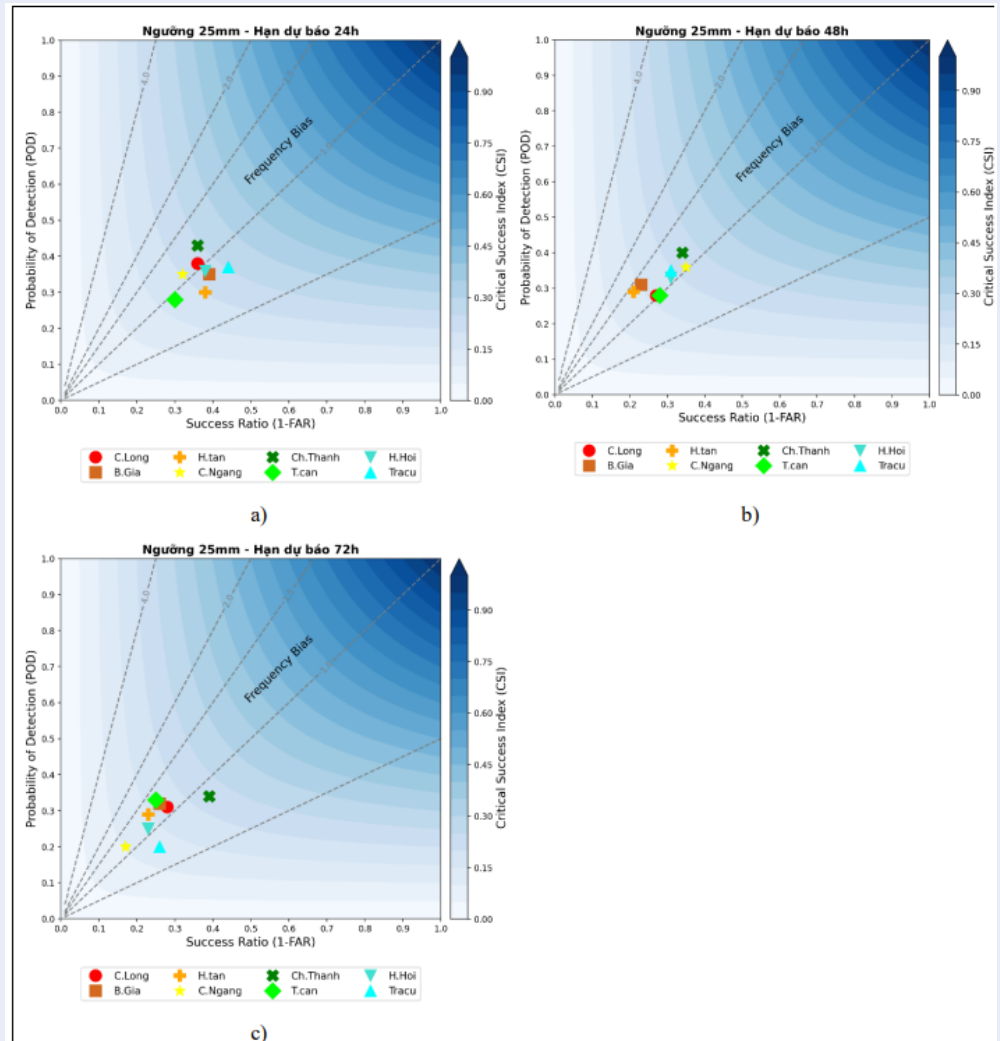 Ngưỡng 25mm - Hạn dự báo 24h
1.0
0.9
0.8
0.7
0.6
0.5
0.4
0.3
0.2
0.1
0.0
Probability of Detection (POD)
4.0
2.0
Frequency Bias
0.0 0.1 0.2 0.3 0.4 0.5 0.6 0.7 0.8 0.9 1.0
Success Ratio (1-FAR)
0.90
0.75
0.60
0.45
0.30
0.15
0.00
Critical Success Index (CSI)
C.Long H.tan Ch.Thanh H.Hoi
B.Gia C.Ngang T.can Tracu
a)
Ngưỡng 25mm - Hạn dự báo 48h
1.0
0.9
0.8
0.7
0.6
0.5
0.4
0.3
0.2
0.1
0.0
Probability of Detection (POD)
4.0
2.0
Frequency Bias
0.0 0.1 0.2 0.3 0.4 0.5 0.6 0.7 0.8 0.9 1.0
Success Ratio (1-FAR)
0.90
0.75
0.60
0.45
0.30
0.15
0.00
Critical Success Index (CSI)
C.Long H.tan Ch.Thanh H.Hoi
B.Gia C.Ngang T.can Tracu
b)
Ngưỡng 25mm - Hạn dự báo 72h
1.0
0.9
0.8
0.7
0.6
0.5
0.4
0.3
0.2
0.1
0.0
Probability of Detection (POD)
4.0
2.0
Frequency Bias
0.0 0.1 0.2 0.3 0.4 0.5 0.6 0.7 0.8 0.9 1.0
Success Ratio (1-FAR)
0.90
0.75
0.60
0.45
0.30
0.15
0.00
Critical Success Index (CSI)
C.Long H.tan Ch.Thanh H.Hoi
B.Gia C.Ngang T.can Tracu
c)